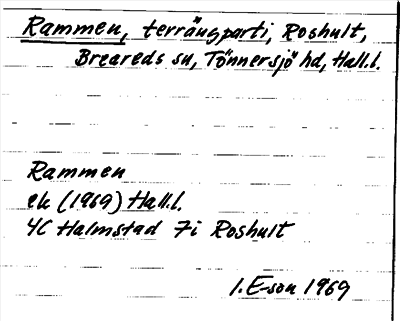 Rammen, terrängparti, Roshult,
Breareds sn, Tönnersjö hd, Hall.l.
Rammen
ek (1969) Hall.l.
4C Halmstad 7i Roshult
I. E-son 1969